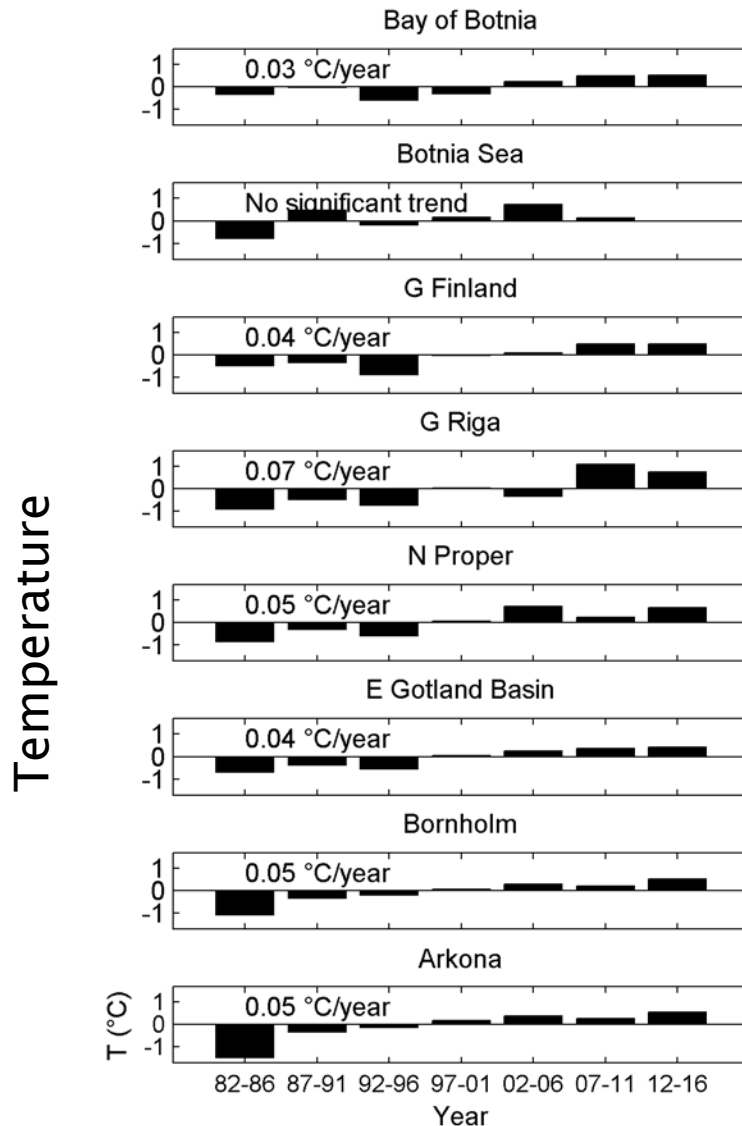 Temperature
Bay of Botnia
1
0
-1
0.03 °C/year
Botnia Sea
1
0
-1
No significant trend
G Finland
1
0
-1
0.04 °C/year
G Riga
1
0
-1
0.07 °C/year
N Proper
1
0
-1
0.05 °C/year
E Gotland Basin
1
0
-1
0.04 °C/year
Bornholm
1
0
-1
0.05 °C/year
Arkona
T (°C)
1
0
-1
0.05 °C/year
82-86 87-91 92-96 97-01 02-06 07-11 12-16
Year